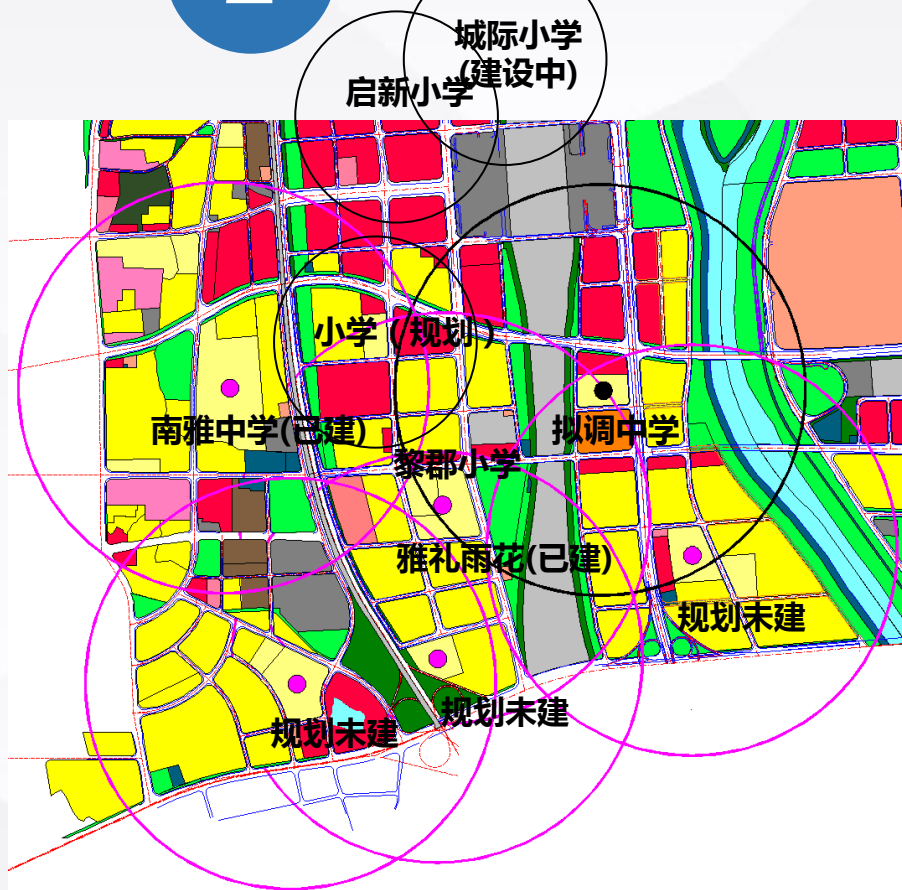 城际小学
(建设中)
启新小学
小学（规划）
南雅中学(已建)
拟调中学
黎郡小学
雅礼雨花(已建)
规划未建
规划未建
规划未建